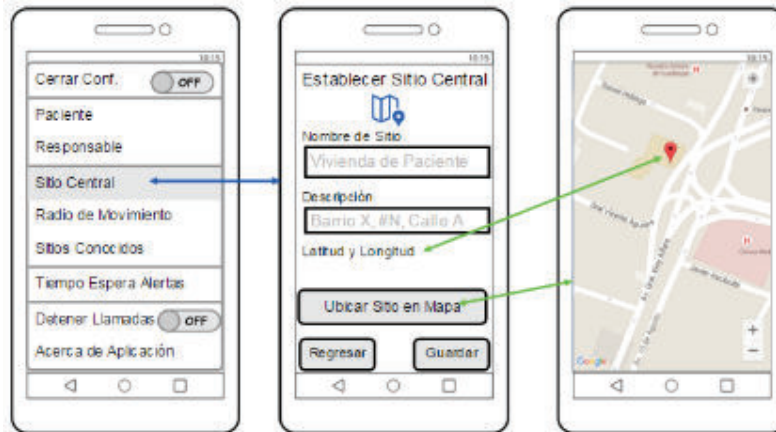 10:15
Cerrar Conf. OFF
Paciente
Responsable
Sitio Central
Radio de Movimiento
Sitios Conocidos
Tiempo Espera Alertas
Detener Llamadas OFF
Acerca de Aplicación
10:15
Establecer Sitio Central
Nombre de Sitio
Vivienda de Paciente
Descripción
Barrio X, #N, Calle A
Latitud y Longitud
Ubicar Sitio en Mapa
Regresar
Guardar
10:15
H
H
Google
+
−